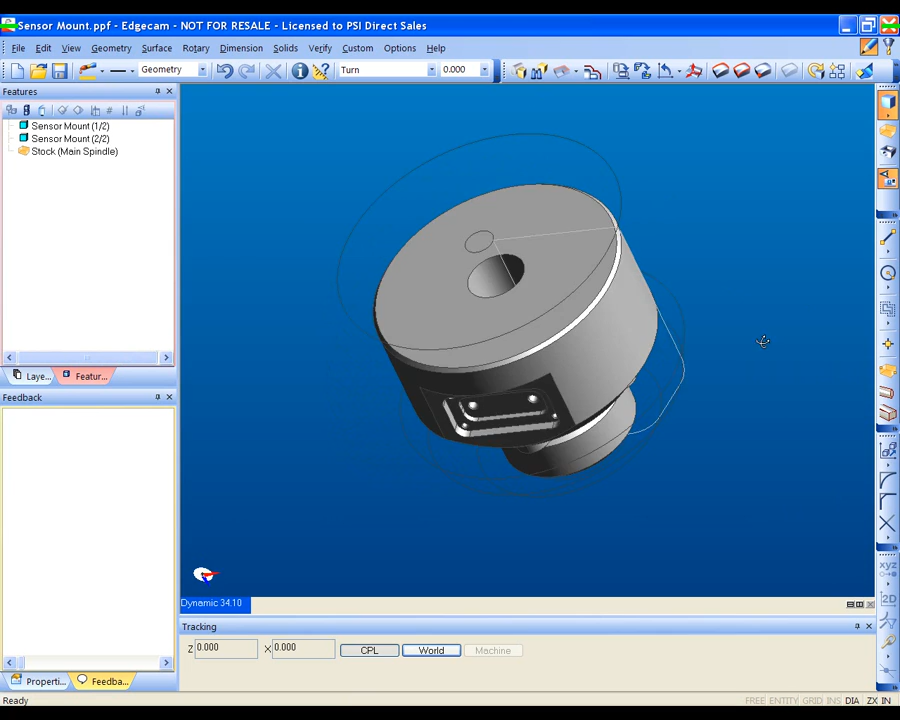 Sensor Mount.ppf - Edgecam - NOT FOR RESALE - Licensed to PSI Direct Sales
File Edit View Geometry Surface Rotary Dimension Solids Verify Custom Options Help
Geometry Turn 0.000
Features
Sensor Mount (1/2)
Sensor Mount (2/2)
Stock (Main Spindle)
Laye... Featur...
Feedback
xyz
2D
Dynamic 34.10
Tracking
Z 0.000 X 0.000 CPL World Machine
Properti... Feedba...
Ready FREE ENTITY GRID INS DIA ZX IN